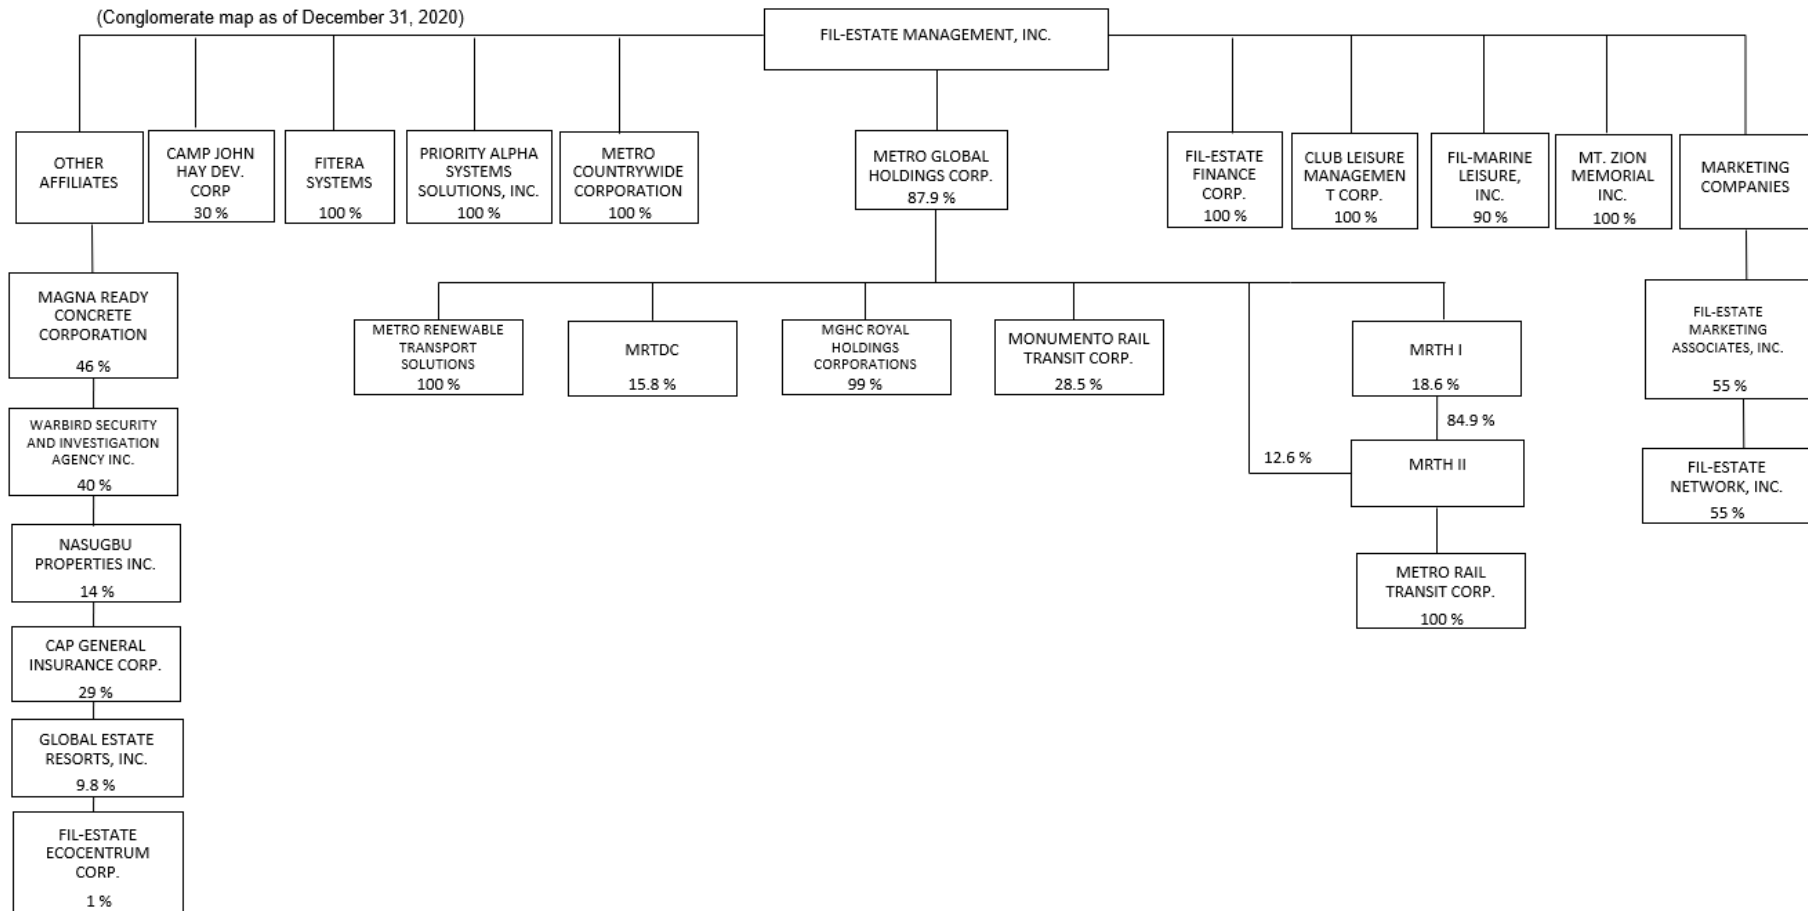 (Conglomerate map as of December 31, 2020)
FIL-ESTATE MANAGEMENT, INC.
OTHER
AFFILIATES
CAMP JOHN
HAY DEV.
CORP
30 %
FITERA
SYSTEMS
100 %
PRIORITY ALPHA
SYSTEMS
SOLUTIONS, INC.
100 %
METRO
COUNTRYWIDE
CORPORATION
100 %
METRO GLOBAL
HOLDINGS CORP.
87.9 %
FIL-ESTATE
FINANCE
CORP.
100 %
CLUB LEISURE
MANAGEMEN
T CORP.
100 %
FIL-MARINE
LEISURE,
INC.
90 %
MT. ZION
MEMORIAL
INC.
100 %
MARKETING
COMPANIES
MAGNA READY
CONCRETE
CORPORATION
46 %
WARBIRD SECURITY
AND INVESTIGATION
AGENCY INC.
40 %
NASUGBU
PROPERTIES INC.
14 %
CAP GENERAL
INSURANCE CORP.
29 %
GLOBAL ESTATE
RESORTS, INC.
9.8 %
FIL-ESTATE
ECOCENTRUM
CORP.
1 %
METRO RENEWABLE
TRANSPORT
SOLUTIONS
100 %
MRTDC
15.8 %
MGHC ROYAL
HOLDINGS
CORPORATIONS
99 %
MONUMENTO RAIL
TRANSIT CORP.
28.5 %
MRTH I
18.6 %
84.9 %
12.6 %
MRTH II
METRO RAIL
TRANSIT CORP.
100 %
FIL-ESTATE
MARKETING
ASSOCIATES, INC.
55 %
FIL-ESTATE
NETWORK, INC.
55 %